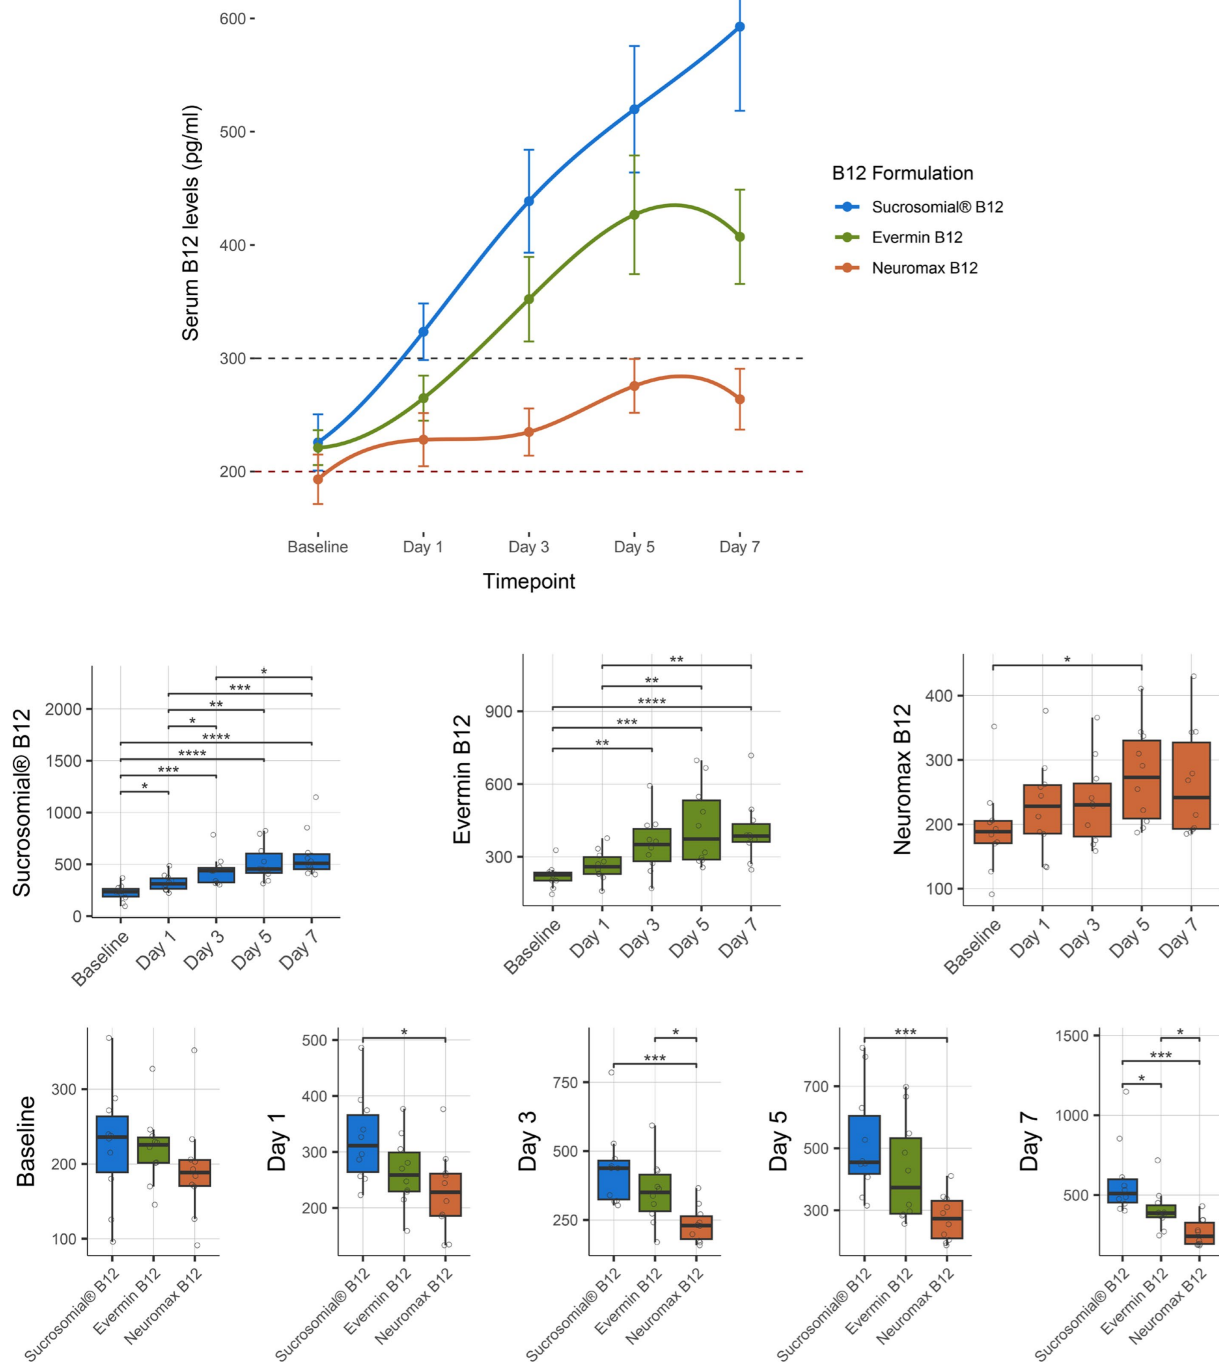 600
500
400
300
200
Serum B12 levels (pg/ml)
Baseline Day 1 Day 3 Day 5 Day 7
Timepoint
B12 Formulation
Sucrosomial® B12
Evermin B12
Neuromax B12
Sucrosomial® B12
2000
1500
1000
500
0
*
***
**
*
****
****
***
*
Baseline Day 1 Day 3 Day 5 Day 7
Evermin B12
900
600
300
**
**
****
***
**
Baseline Day 1 Day 3 Day 5 Day 7
Neuromax B12
400
300
200
100
*
Baseline Day 1 Day 3 Day 5 Day 7
Baseline
300
200
100
Sucrosomial® B12 Evermin B12 Neuromax B12
Day 1
500
400
300
200
*
Sucrosomial® B12 Evermin B12 Neuromax B12
Day 3
750
500
250
*
***
Sucrosomial® B12 Evermin B12 Neuromax B12
Day 5
700
500
300
***
Sucrosomial® B12 Evermin B12 Neuromax B12
Day 7
1500
1000
500
*
***
*
Sucrosomial® B12 Evermin B12 Neuromax B12